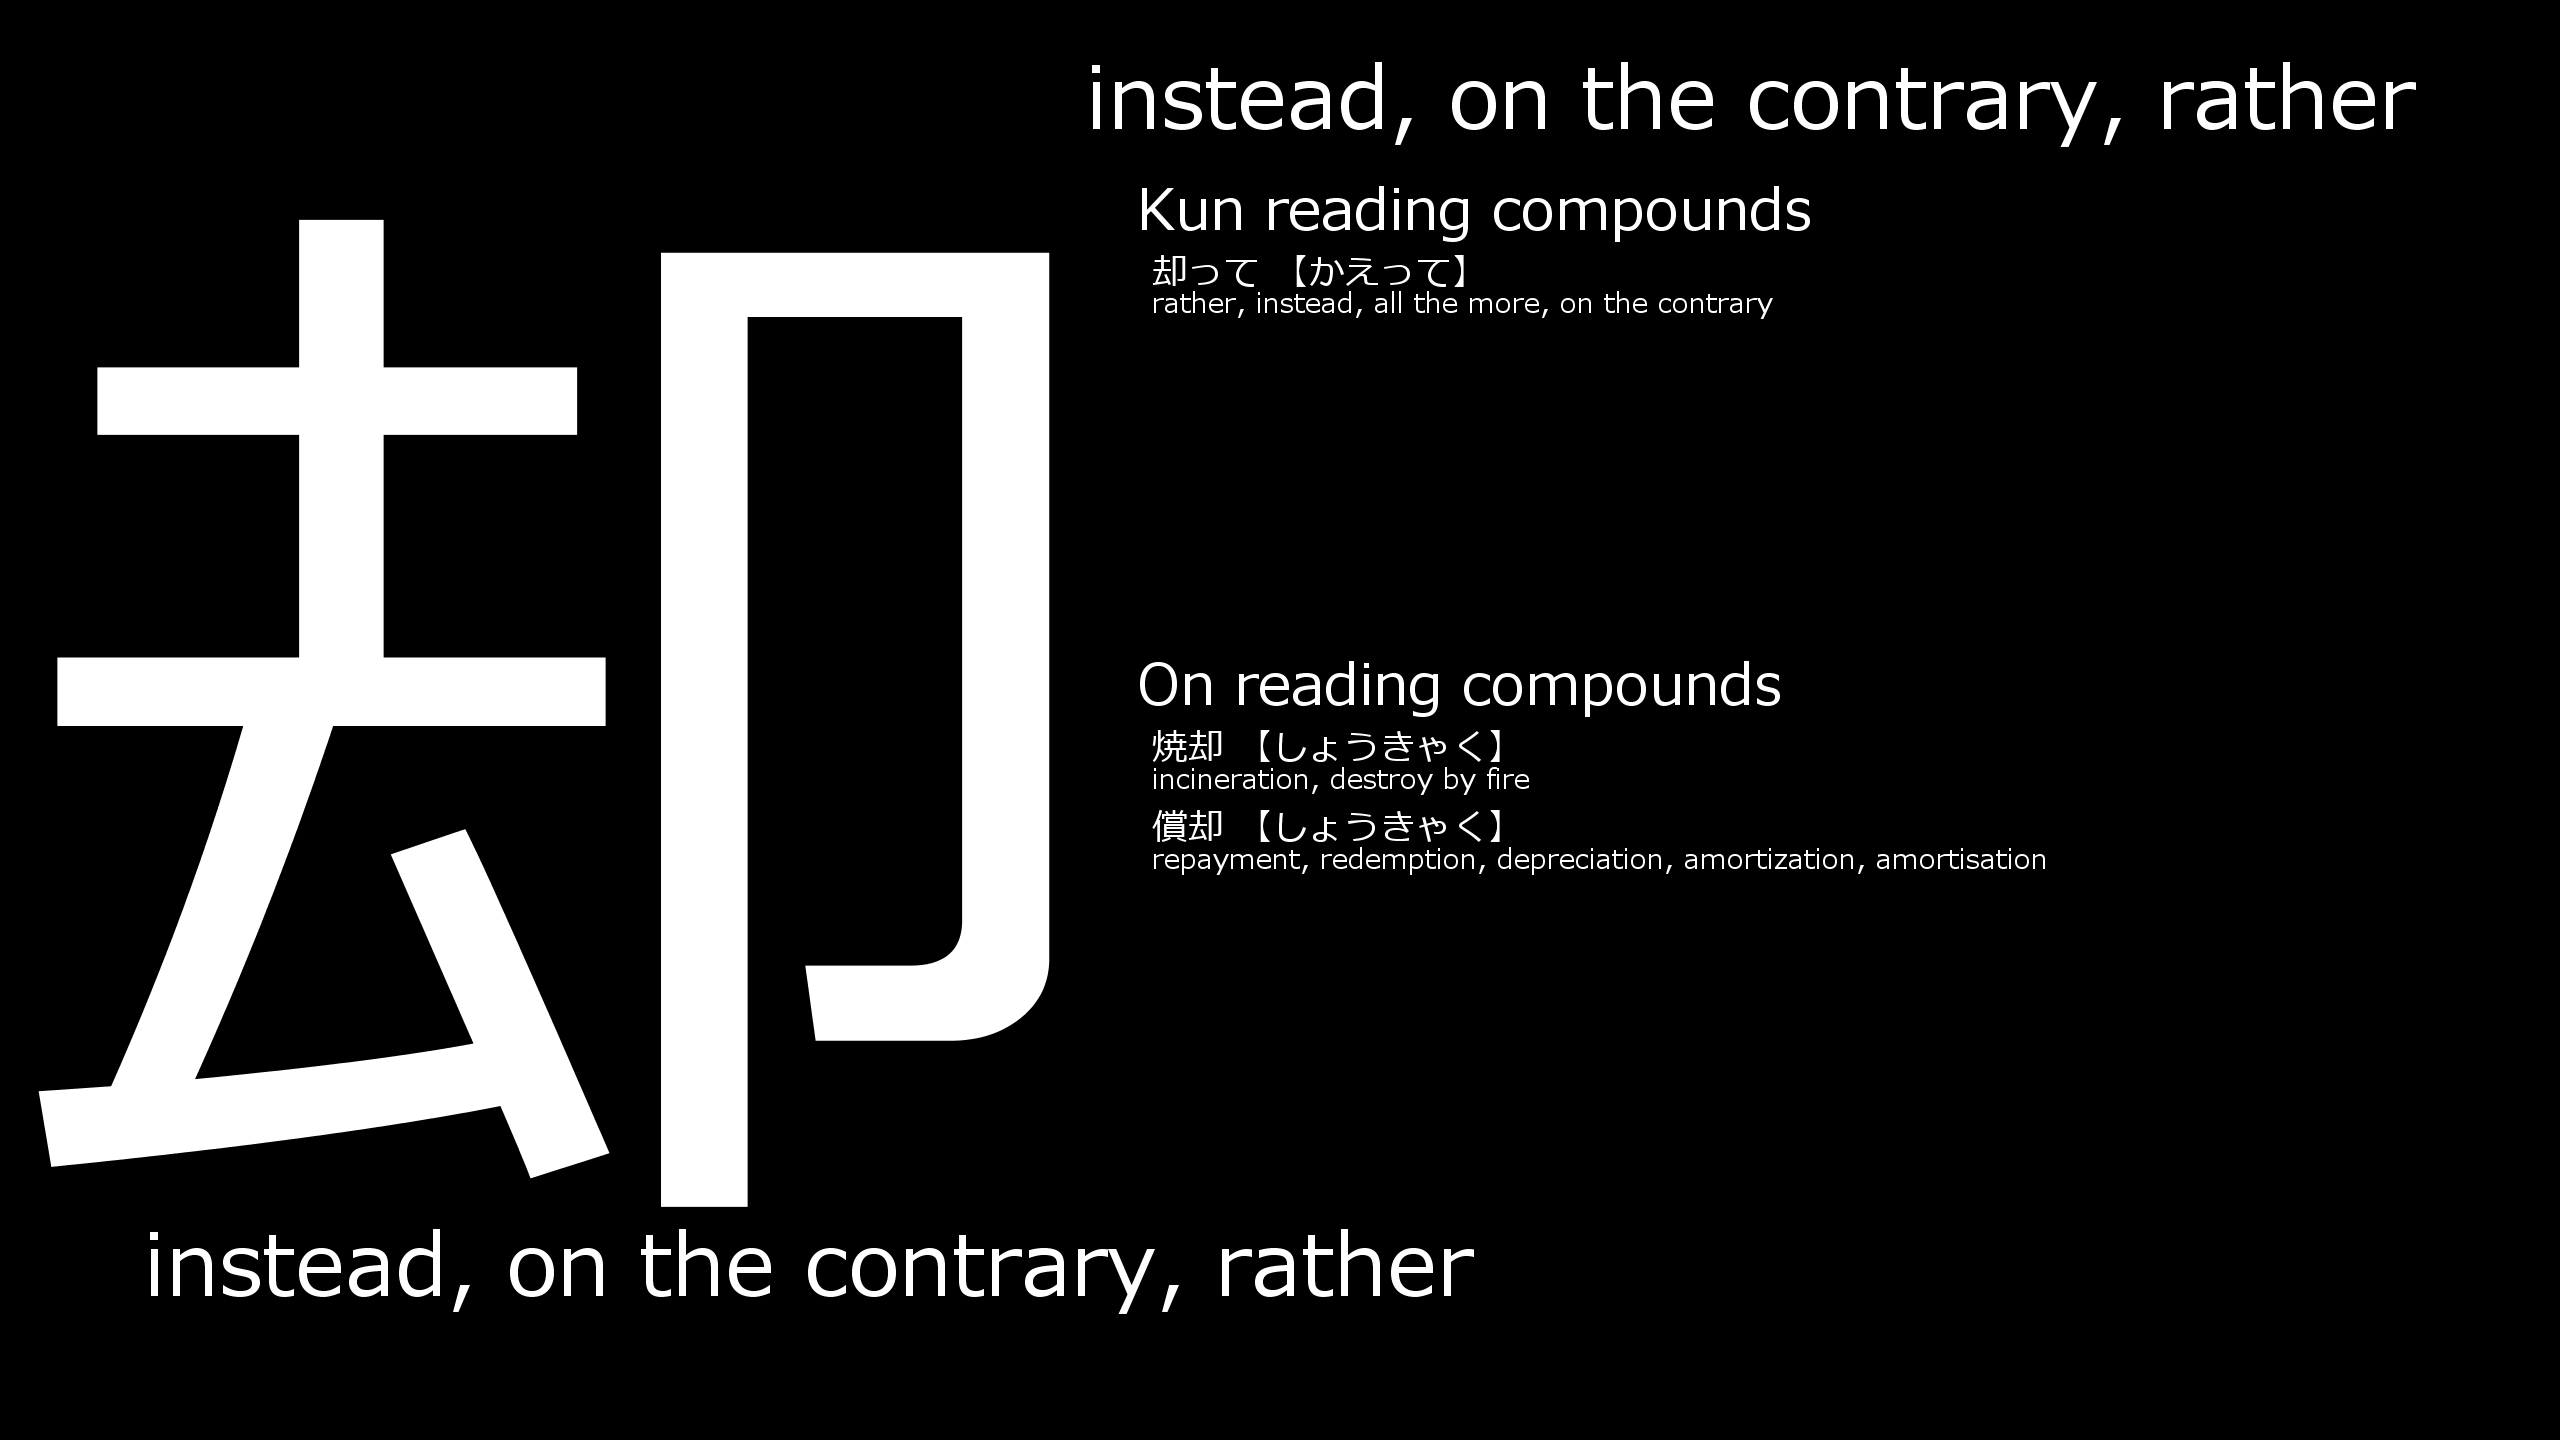 却
instead, on the contrary, rather
Kun reading compounds
却って 【かえって】
rather, instead, all the more, on the contrary
On reading compounds
焼却 【しょうきゃく】
incineration, destroy by fire
償却 【しょうきゃく】
repayment, redemption, depreciation, amortization, amortisation
instead, on the contrary, rather